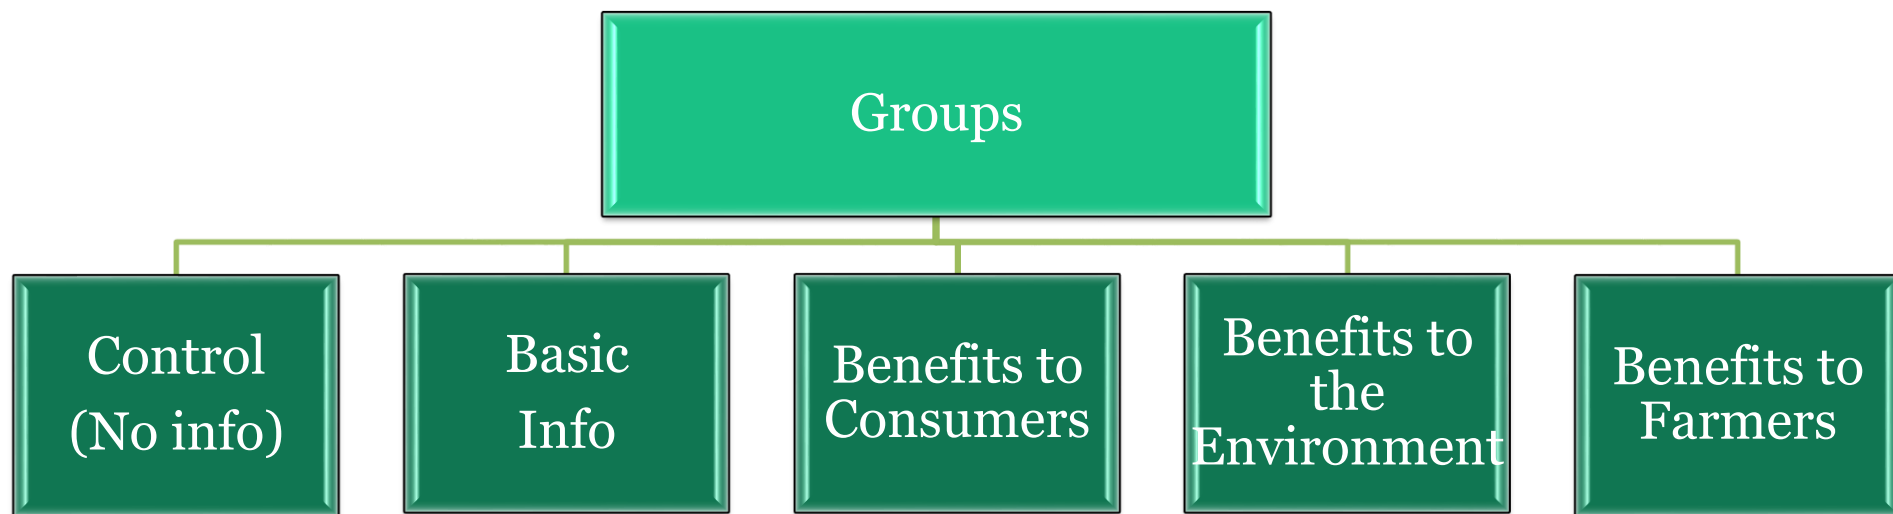 Groups
Control
(No info)
Basic
Info
Benefits to
Consumers
Benefits to
the
Environment
Benefits to
Farmers